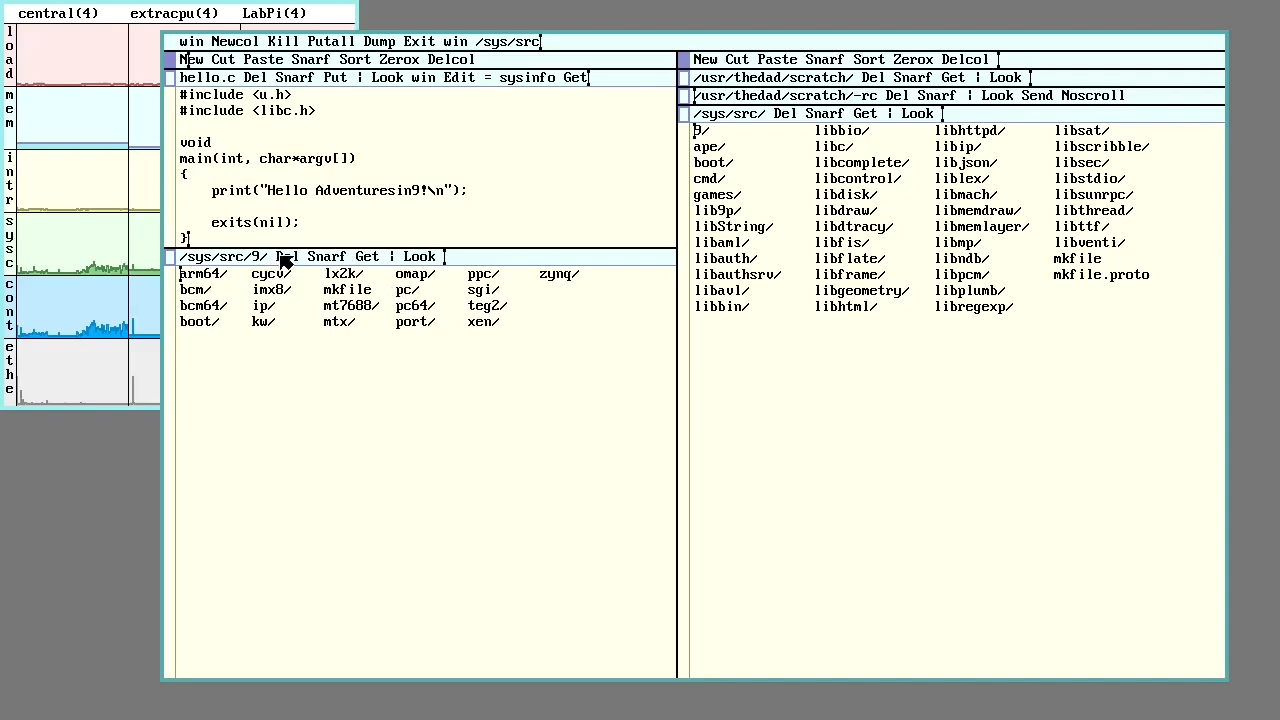 central(4) extracpu(4) LabPi(4)
load
mem
intr
sysc
cont
ethe
win Newcol Kill Putall Dump Exit win /sys/src
New Cut Paste Snarf Sort Zerox Delcol
hello.c Del Snarf Put | Look win Edit = sysinfo Get
#include <u.h>
#include <libc.h>
void
main(int, char*argv[])
{
print("Hello Adventuresin9!\n");
exits(nil);
}
/sys/src/9/ Del Snarf Get | Look
arm64/ cycv/ lx2k/ omap/ ppc/ zynq/
bcm/ imx8/ mkfile pc/ sgi/
bcm64/ ip/ mt7688/ pc64/ teg2/
boot/ kw/ mtx/ port/ xen/
New Cut Paste Snarf Sort Zerox Delcol
/usr/thedad/scratch/ Del Snarf Get | Look
/usr/thedad/scratch/-rc Del Snarf | Look Send Noscroll
/sys/src/ Del Snarf Get | Look
9/ libbio/ libhttpd/ libsat/
ape/ libc/ libip/ libscribble/
boot/ libcomplete/ libjson/ libsec/
cmd/ libcontrol/ liblex/ libstdio/
games/ libdisk/ libmach/ libsunrpc/
lib9p/ libdraw/ libmemdraw/ libthread/
libString/ libdtracy/ libmemlayer/ libttf/
libaml/ libfis/ libmp/ libventi/
libauth/ libflate/ libndb/ mkfile
libauthsrv/ libframe/ libpcm/ mkfile.proto
libavl/ libgeometry/ libplumb/
libbin/ libhtml/ libregexp/